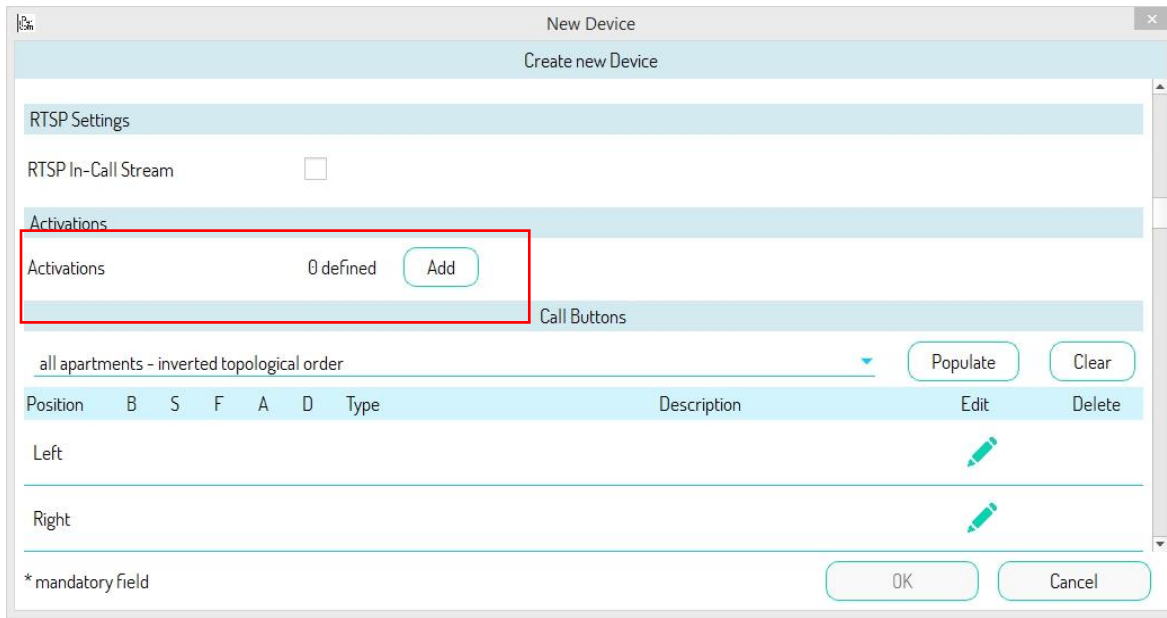 New Device
Create new Device
RTSP Settings
RTSP In-Call Stream
Activations
Activations 0 defined Add
Call Buttons
all apartments - inverted topological order Populate Clear
Position B S F A D Type Description Edit Delete
Left
Right
* mandatory field OK Cancel